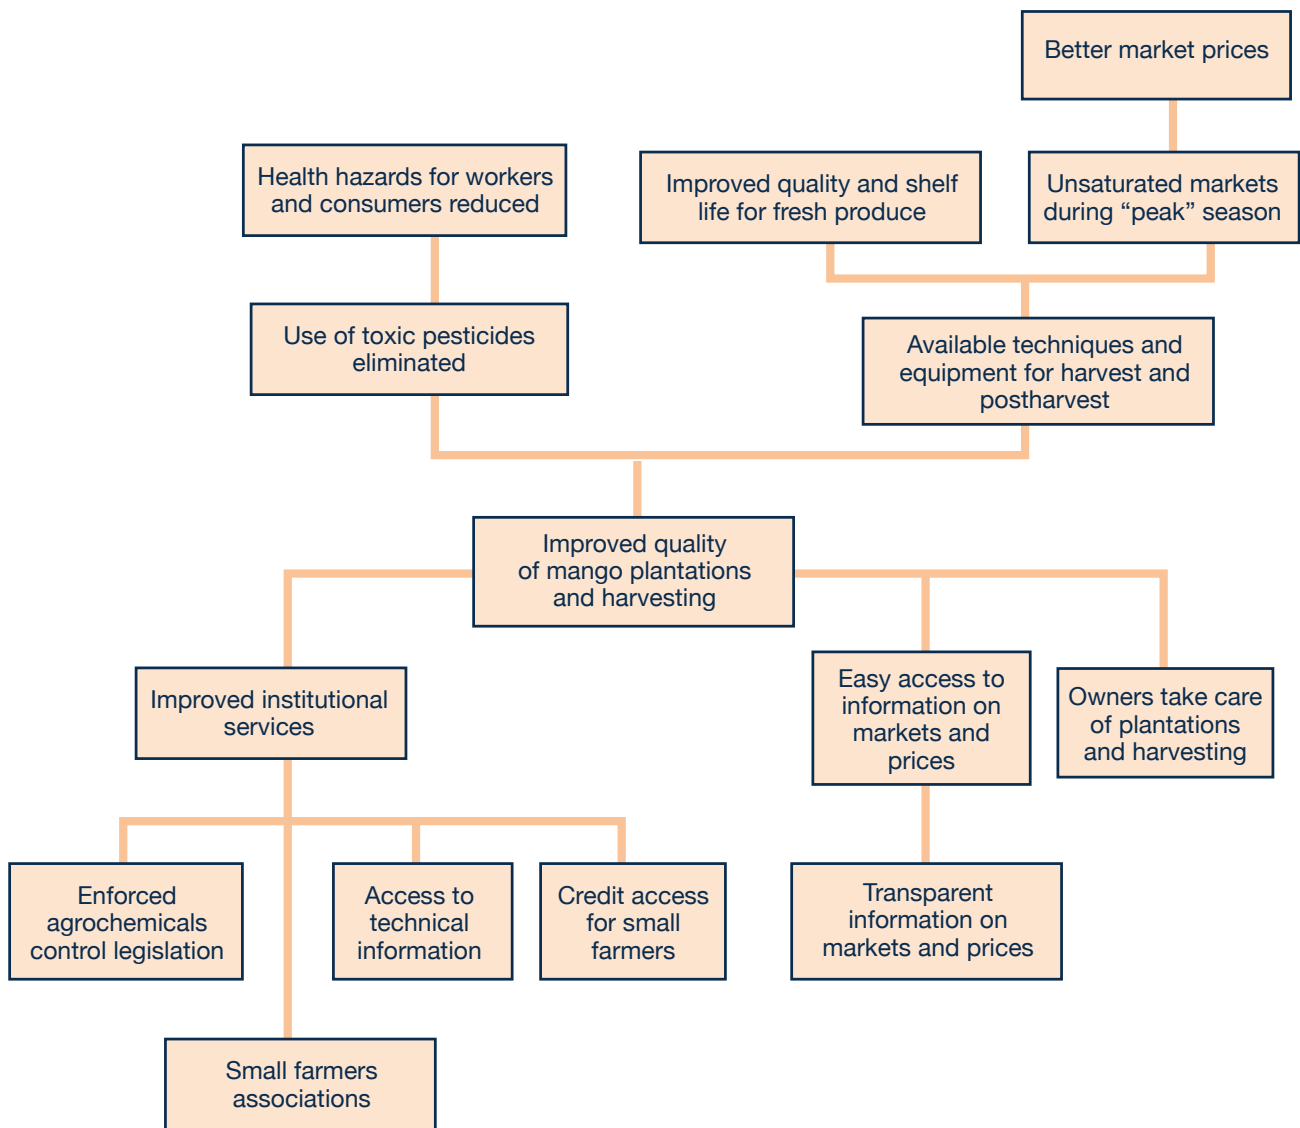 Better market prices
Health hazards for workers
and consumers reduced
Improved quality and shelf
life for fresh produce
Unsaturated markets
during “peak” season
Use of toxic pesticides
eliminated
Available techniques and
equipment for harvest and
postharvest
Improved quality
of mango plantations
and harvesting
Improved institutional
services
Easy access to
information on
markets and
prices
Owners take care
of plantations
and harvesting
Enforced
agrochemicals
control legislation
Access to
technical
information
Credit access
for small
farmers
Transparent
information on
markets and prices
Small farmers
associations